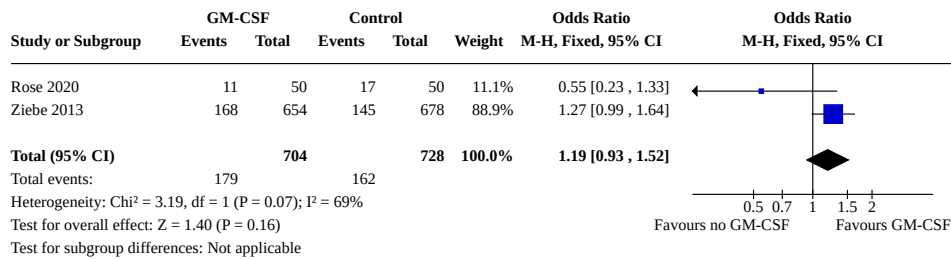 GM-CSF Control Odds Ratio Odds Ratio
Study or Subgroup Events Total Events Total Weight M-H, Fixed, 95% CI M-H, Fixed, 95% CI
Rose 2020 11 50 17 50 11.1% 0.55 [0.23 , 1.33]
Ziebe 2013 168 654 145 678 88.9% 1.27 [0.99 , 1.64]
Total (95% CI) 704 728 100.0% 1.19 [0.93 , 1.52]
Total events: 179 162
Heterogeneity: Chi² = 3.19, df = 1 (P = 0.07); I² = 69%
0.5 0.7 1 1.5 2
Test for overall effect: Z = 1.40 (P = 0.16) Favours no GM-CSF Favours GM-CSF
Test for subgroup differences: Not applicable